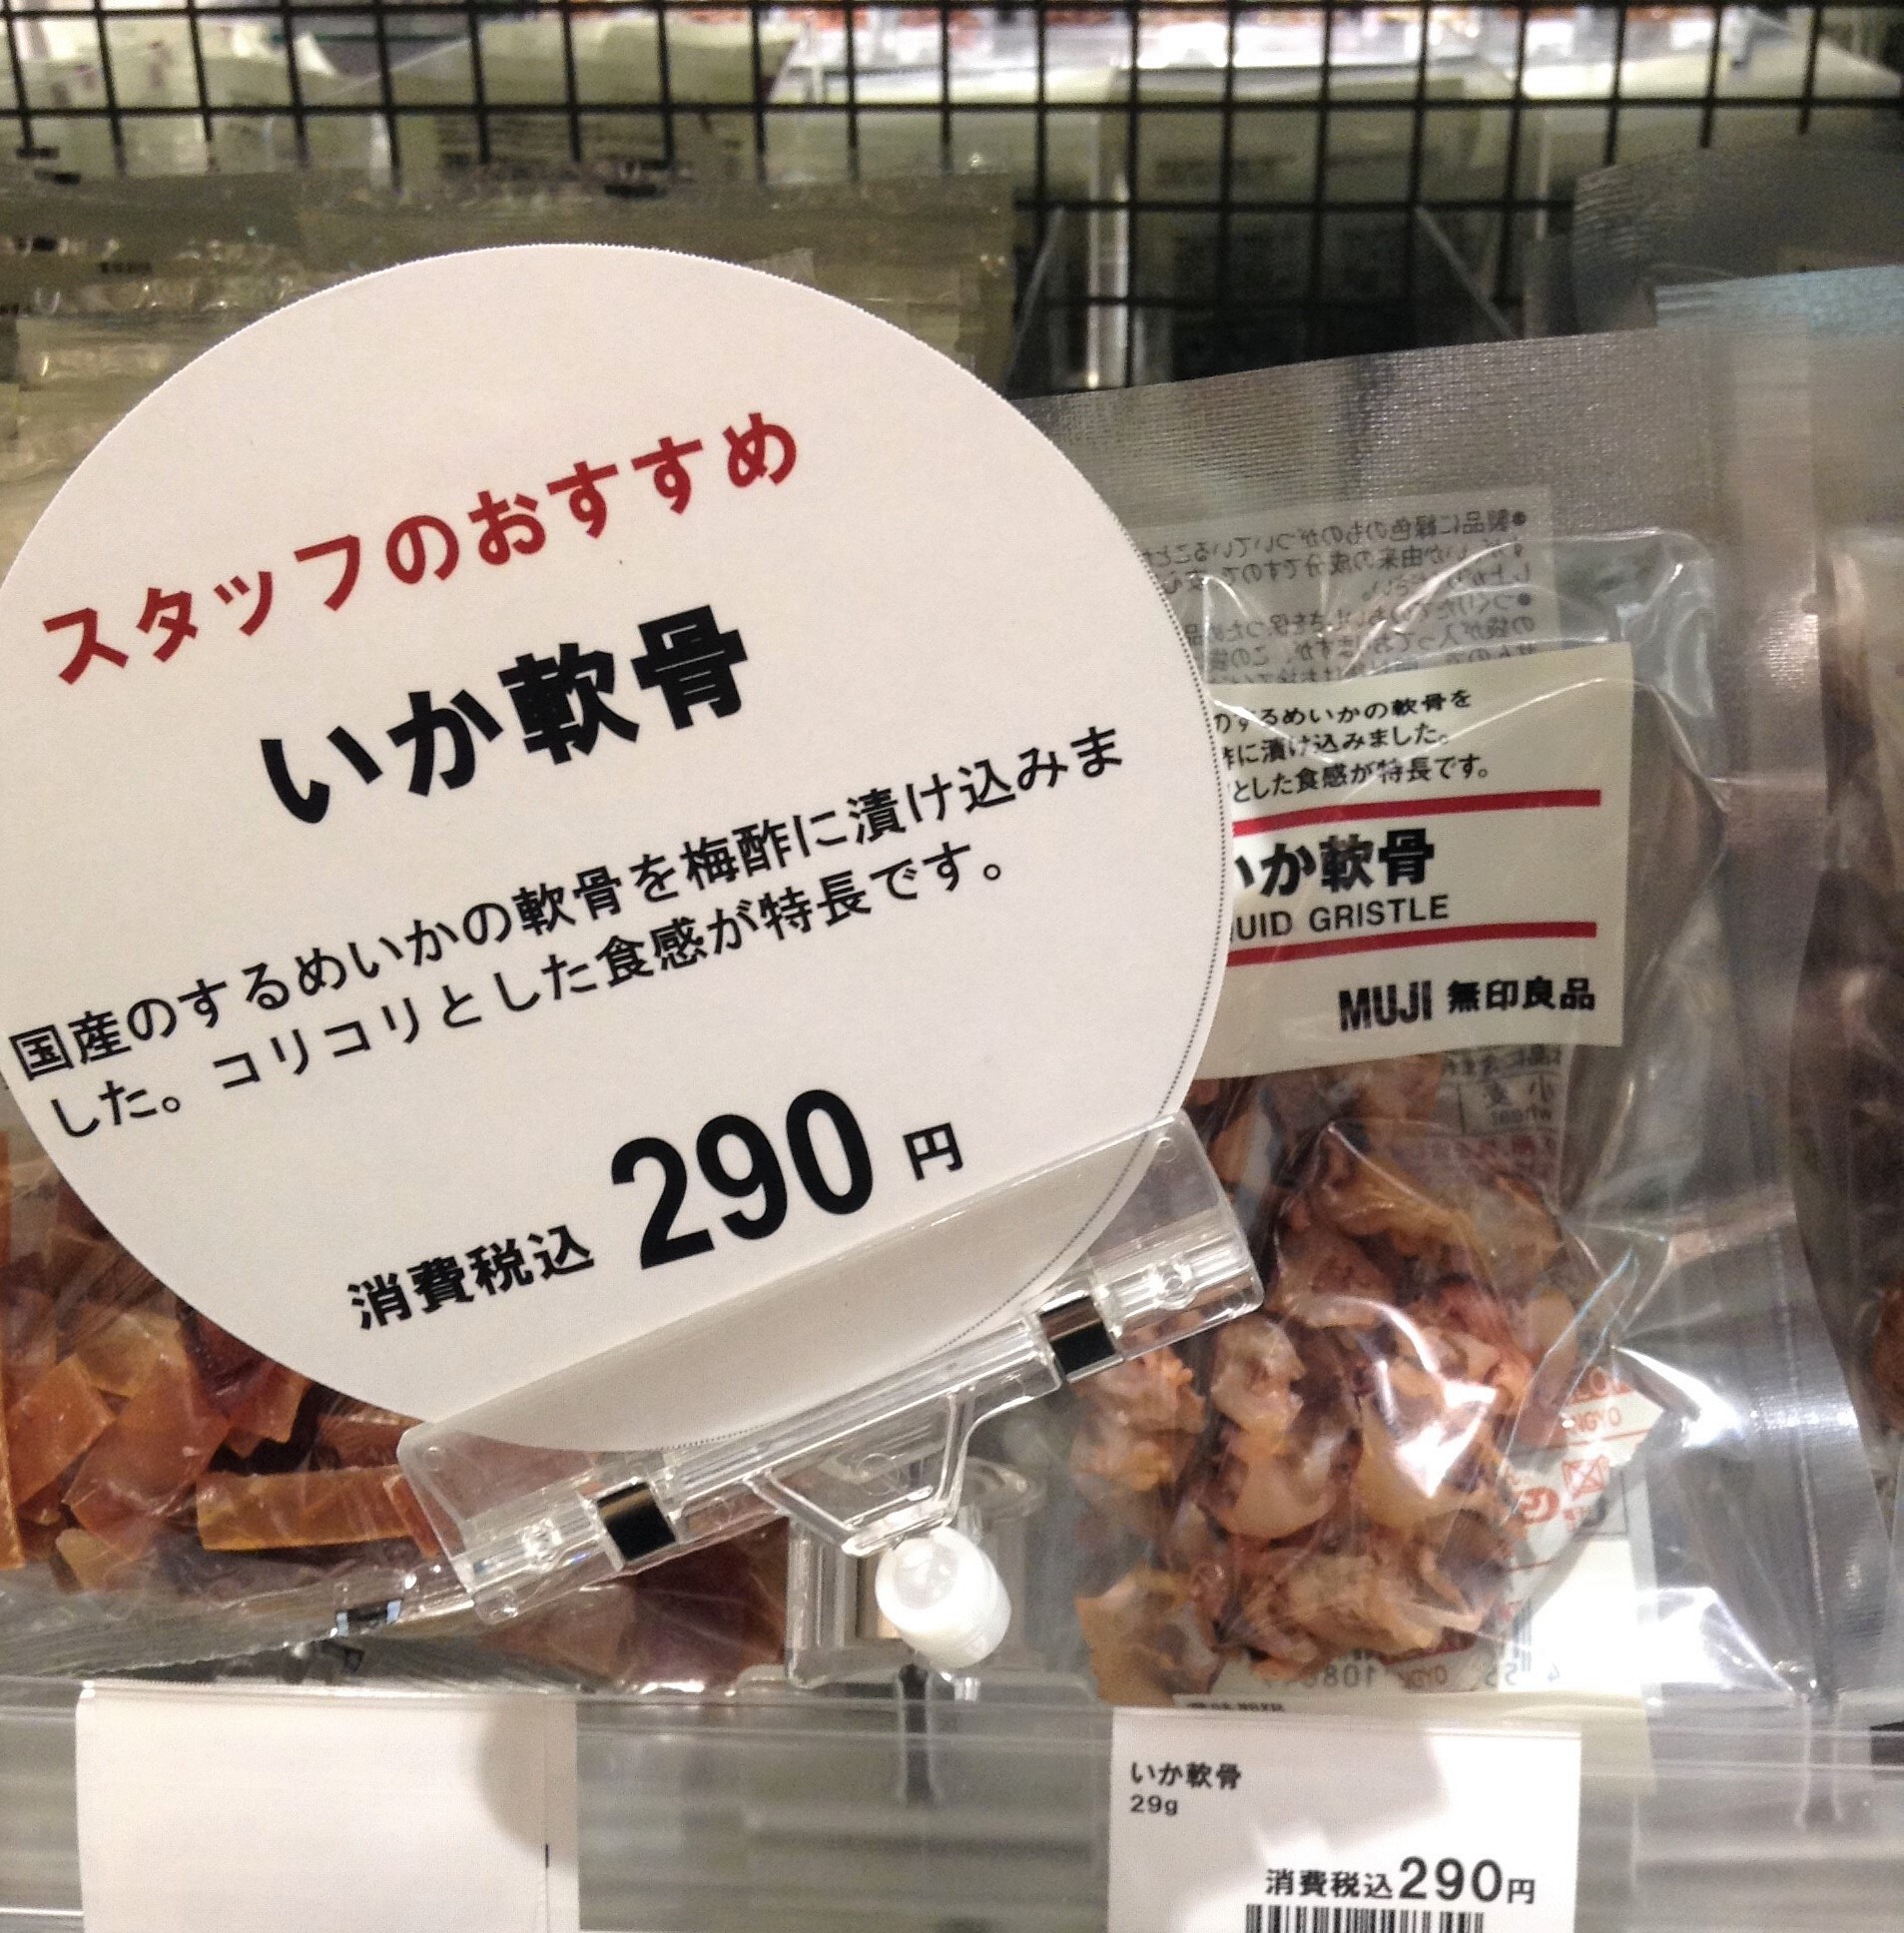 スタッフのおすすめ
いか軟骨
国産のするめいかの軟骨を梅酢に漬け込みま
した。コリコリとした食感が特長です。
消費税込 290 円
のするめいかの軟骨を
酢に漬け込みました。
とした食感が特長です。
いか軟骨
UID GRISTLE
MUJI 無印良品
いか軟骨
29g
消費税込290円